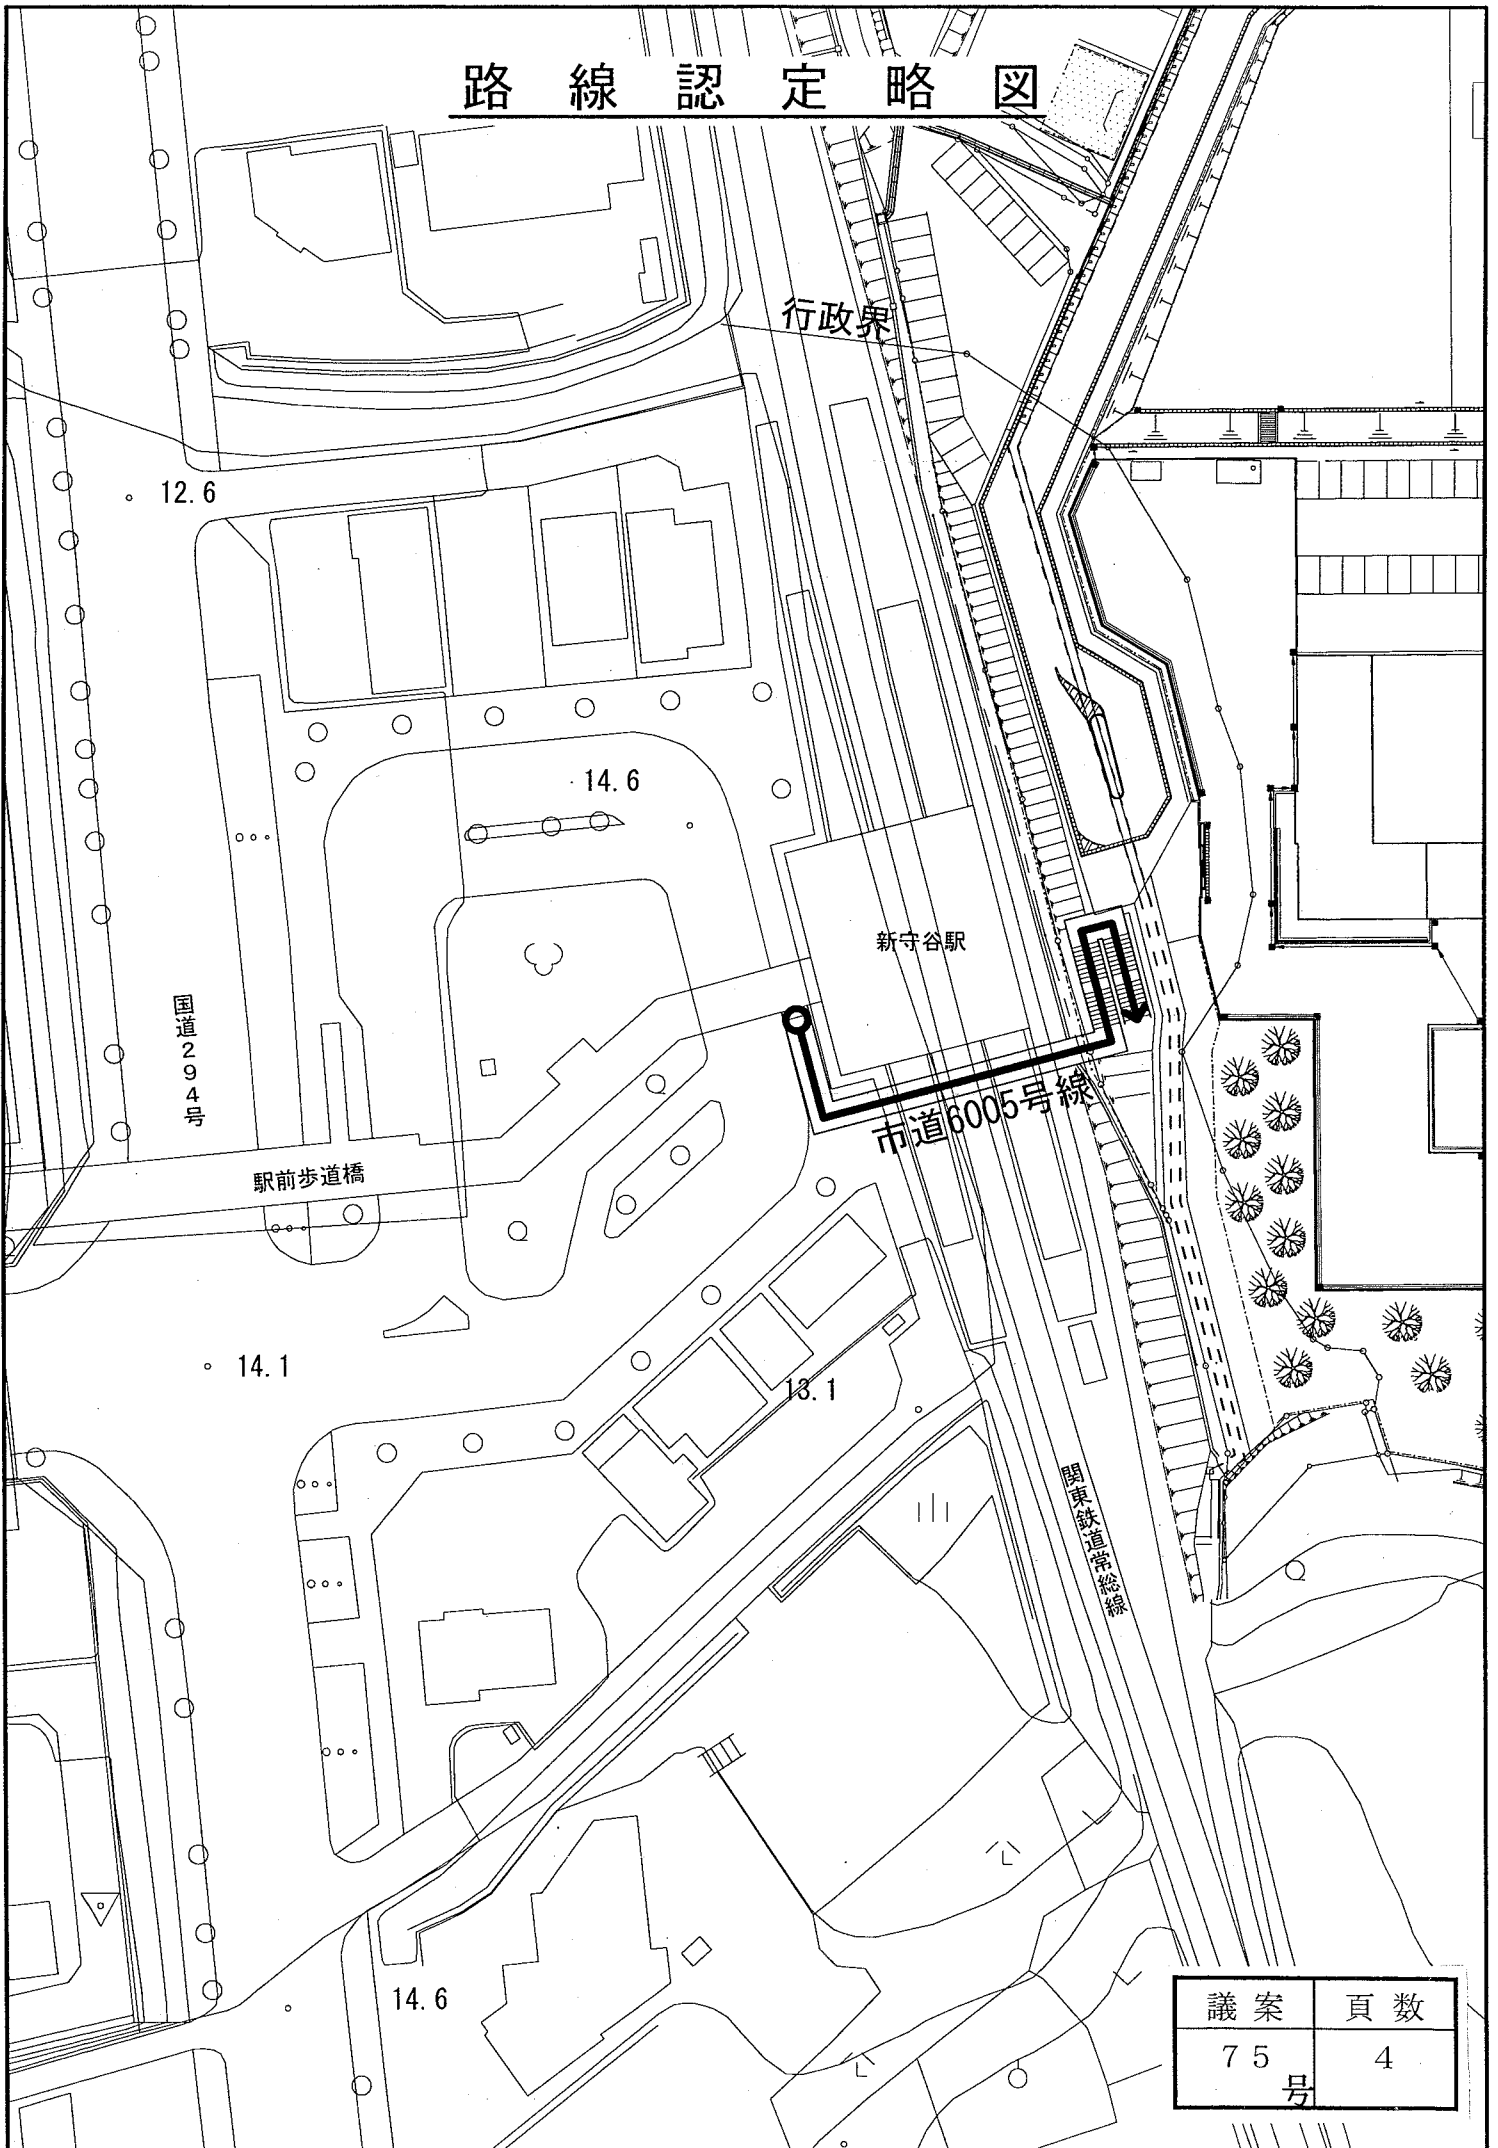 路線認定略図
行政界
12.6
14.6
新守谷駅
国道294号
市道6005号線
駅前歩道橋
14.1
13.1
関東鉄道常総線
14.6
議案 頁数
75号 4